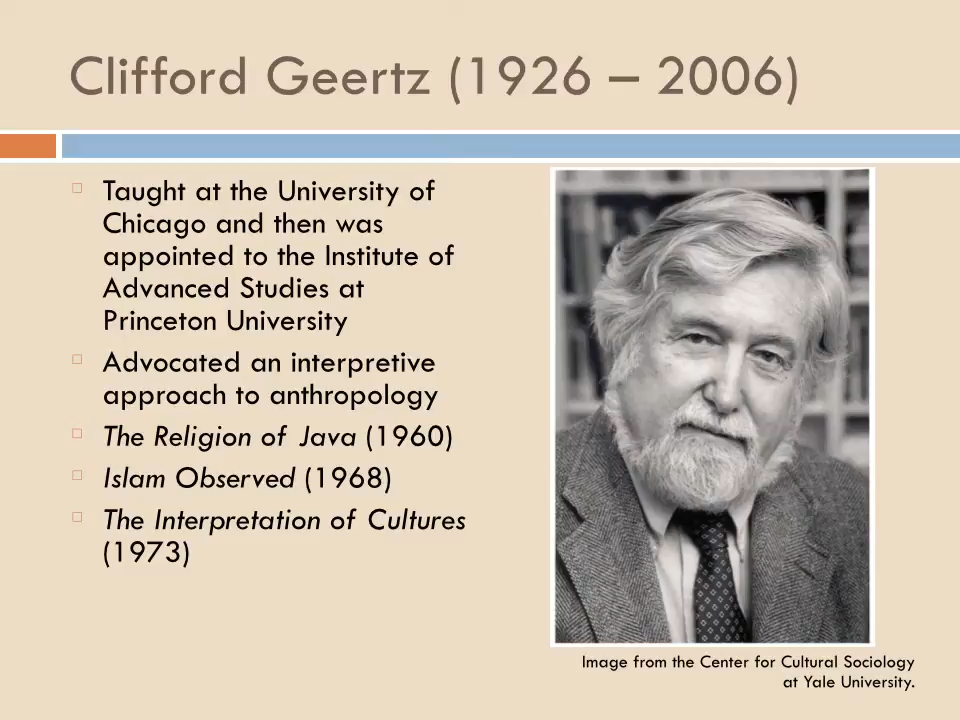 Clifford Geertz (1926 – 2006)
Taught at the University of
Chicago and then was
appointed to the Institute of
Advanced Studies at
Princeton University
Advocated an interpretive
approach to anthropology
The Religion of Java (1960)
Islam Observed (1968)
The Interpretation of Cultures
(1973)
Image from the Center for Cultural Sociology
at Yale University.